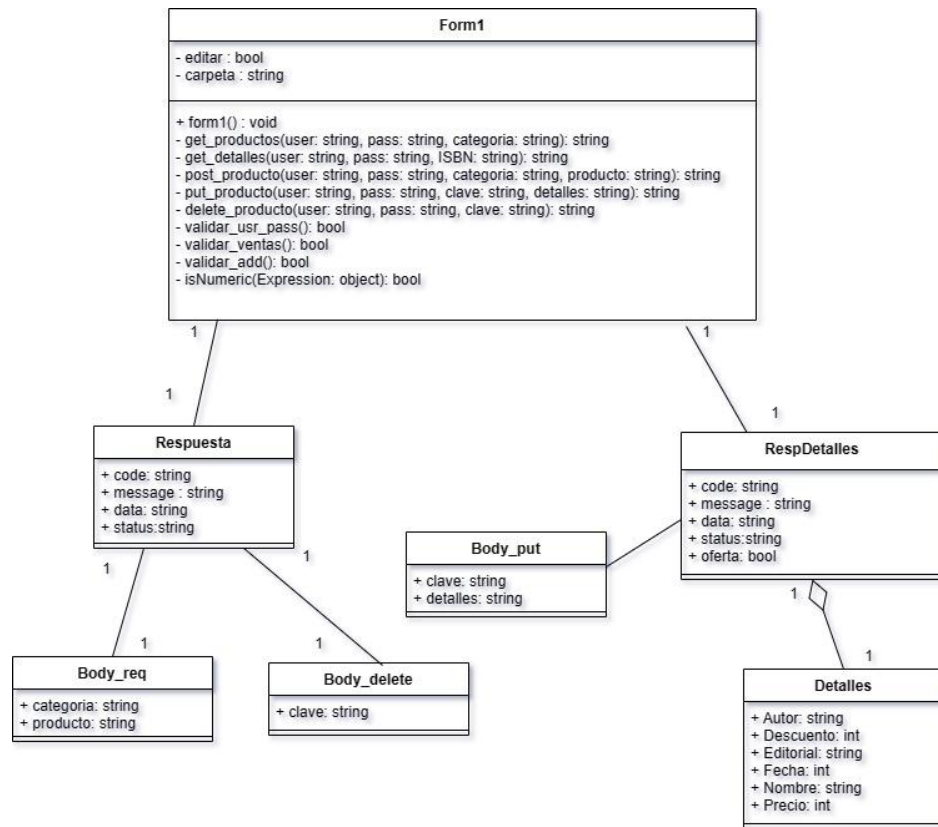 Form1
- editar : bool
- carpeta : string
+ form1() : void
- get_productos(user: string, pass: string, categoria: string): string
- get_detalles(user: string, pass: string, ISBN: string): string
- post_producto(user: string, pass: string, categoria: string, producto: string): string
- put_producto(user: string, pass: string, clave: string, detalles: string): string
- delete_producto(user: string, pass: string, clave: string): string
- validar_usr_pass(): bool
- validar_ventas(): bool
- validar_add(): bool
- isNumeric(Expression: object): bool
1
1
1
1
Respuesta
+ code: string
+ message : string
+ data: string
+ status:string
RespDetalles
+ code: string
+ message : string
+ data: string
+ status:string
+ oferta: bool
Body_put
+ clave: string
+ detalles: string
1
1
1
1
1
1
Body_req
+ categoria: string
+ producto: string
Body_delete
+ clave: string
Detalles
+ Autor: string
+ Descuento: int
+ Editorial: string
+ Fecha: int
+ Nombre: string
+ Precio: int